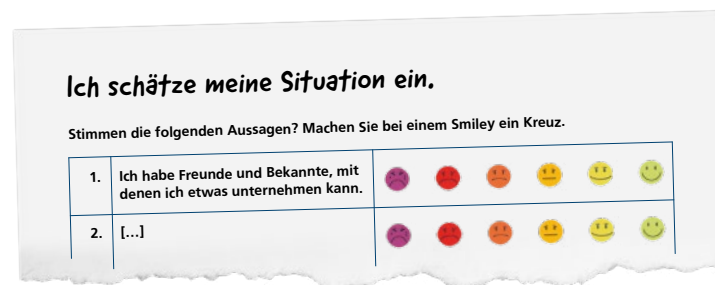 Ich schätze meine Situation ein.
Stimmen die folgenden Aussagen? Machen Sie bei einem Smiley ein Kreuz.
1. Ich habe Freunde und Bekannte, mit
denen ich etwas unternehmen kann.
2. [...]